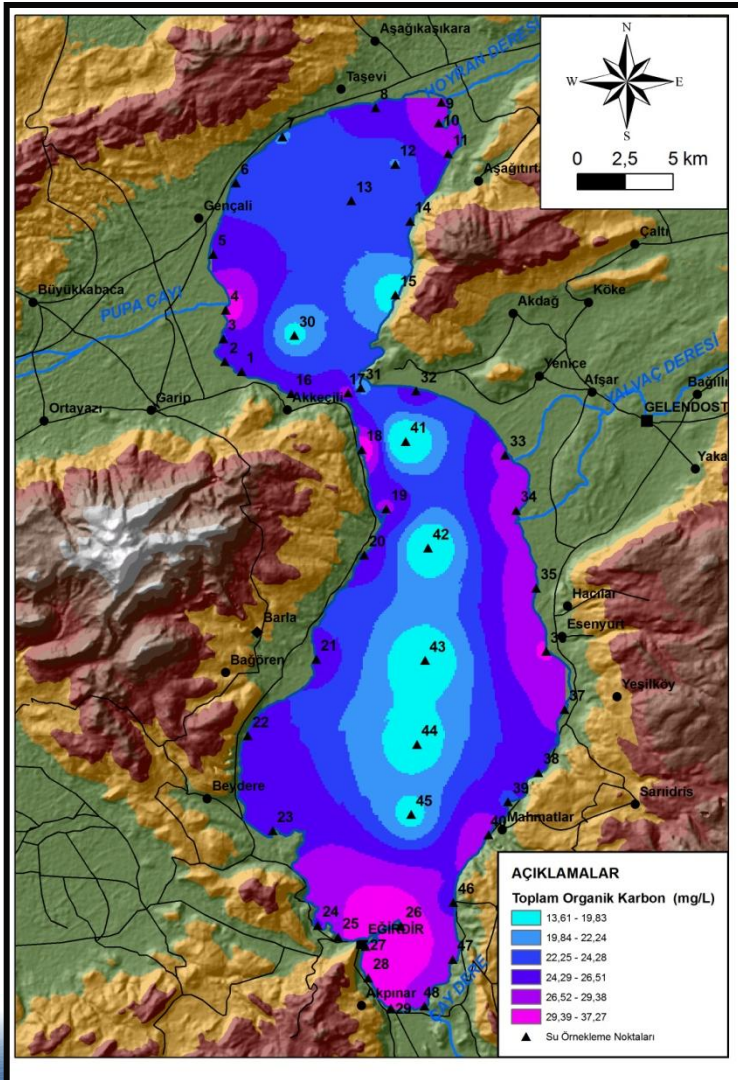 Aşağıkaşıkara
Taşevi
HOYRAN DERESİ
N
W
E
S
0 2,5 5 km
8
9
10
7
11
12
Aşağıtırta
6
13
14
Gençali
Çaltı
5
15
Büyükkabaca
PUPA ÇAYI
4
Köke
Akdağ
3
30
2
1
17
31
32
Yenice
Afşar
YALVAÇ DERESİ
Bağıllı
16
Ortayazı
Garip
Akkeçili
GELENDOST
41
18
33
Yaka
19
34
42
20
35
Hacılar
Barla
Esenyurt
21
43
3
Bağören
Yeşilköy
37
22
44
38
Beydere
39
Sarıidris
45
23
40
Mahmatlar
46
24
25
26
EĞİRDİR
27
47
28
ÇAY DERE
Akpınar
48
29
AÇIKLAMALAR
Toplam Organik Karbon (mg/L)
13,61 - 19,83
19,84 - 22,24
22,25 - 24,28
24,29 - 26,51
26,52 - 29,38
29,39 - 37,27
Su Örnekleme Noktaları